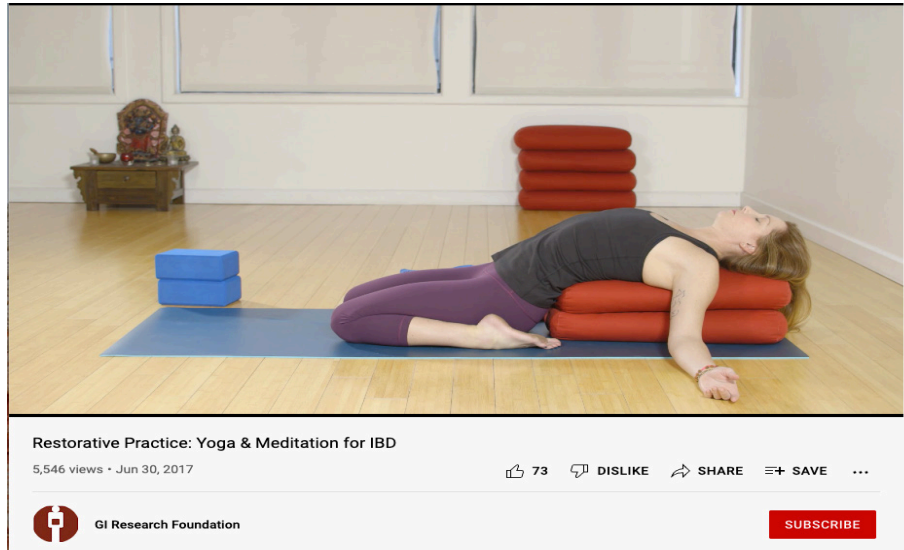 Restorative Practice: Yoga & Meditation for IBD
5,546 views • Jun 30, 2017
73 DISLIKE SHARE SAVE ...
GI Research Foundation
SUBSCRIBE